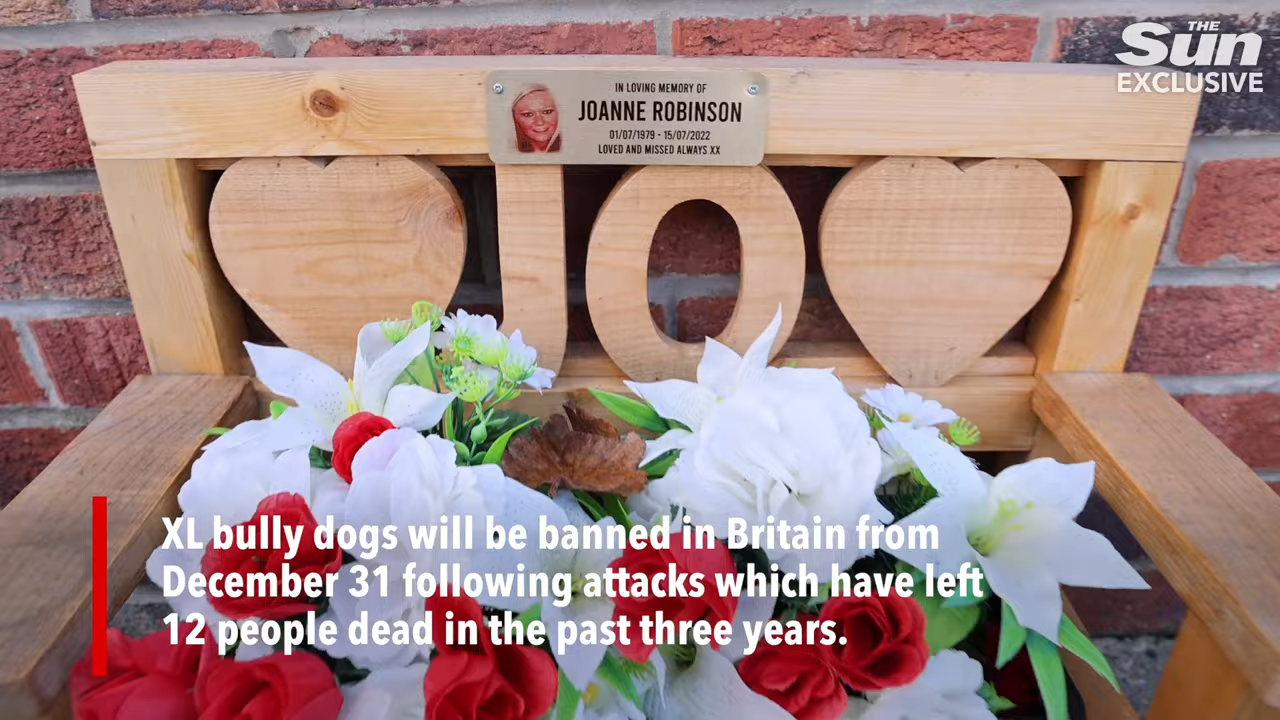 THE
Sun
EXCLUSIVE
IN LOVING MEMORY OF
JOANNE ROBINSON
01/07/1979 - 15/07/2022
LOVED AND MISSED ALWAYS XX
JO
XL bully dogs will be banned in Britain from
December 31 following attacks which have left
12 people dead in the past three years.